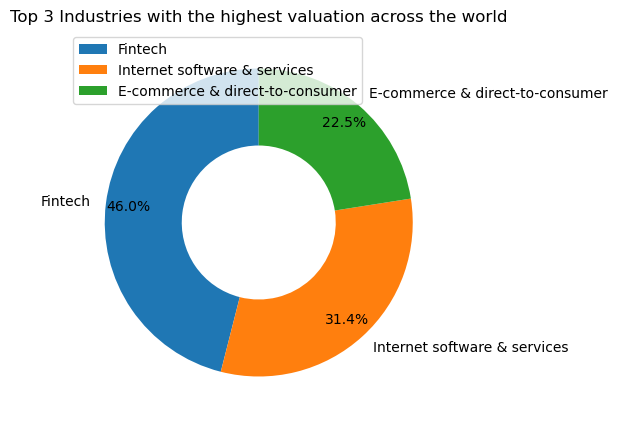 Top 3 Industries with the highest valuation across the world
Fintech
Internet software & services
E-commerce & direct-to-consumer
E-commerce & direct-to-consumer
22.5%
Fintech
46.0%
31.4%
Internet software & services